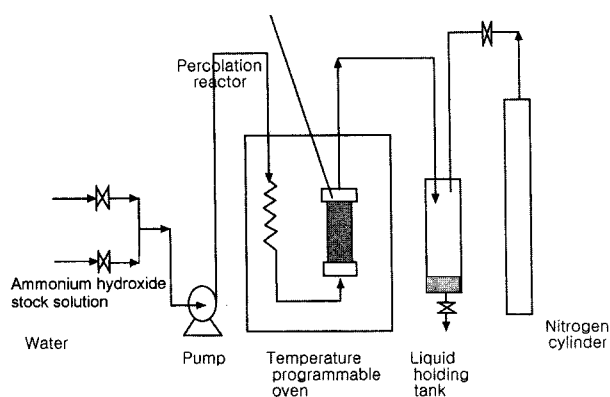 Percolation
reactor
Ammonium hydroxide
stock solution
Water
Pump
Temperature
programmable
oven
Liquid
holding
tank
Nitrogen
cylinder